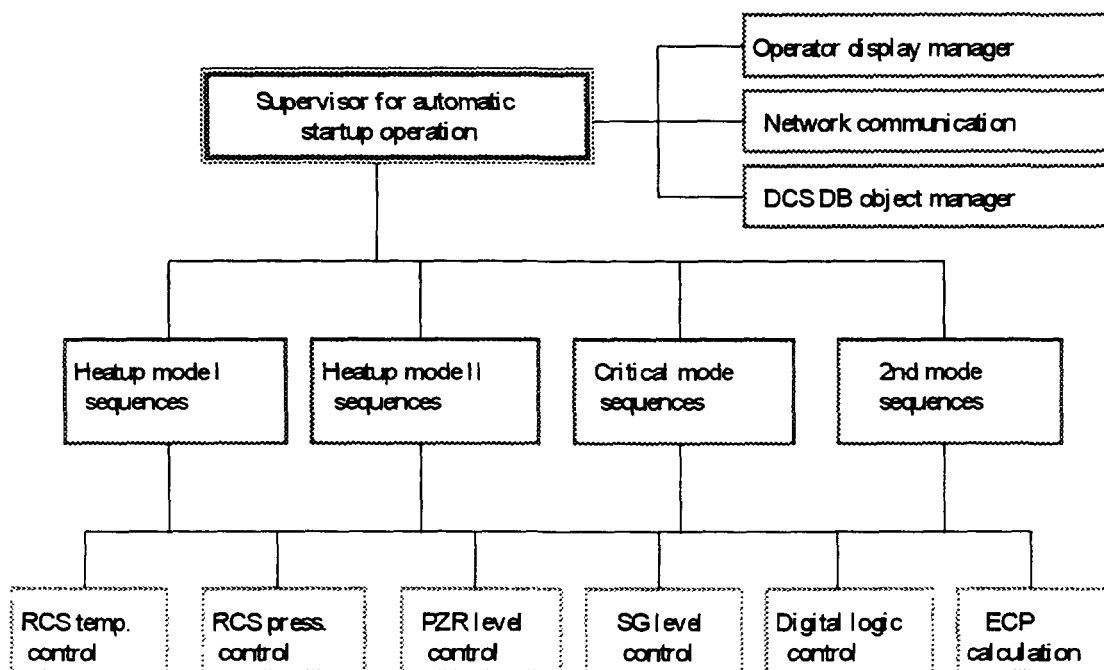 Operator display manager
Supervisor for automatic
startup operation
Network communication
DCS DB object manager
Heatup mode I
sequences
Heatup mode II
sequences
Critical mode
sequences
2nd mode
sequences
RCS temp.
control
RCS press.
control
PZR level
control
SG level
control
Digital logic
control
ECP
calculation